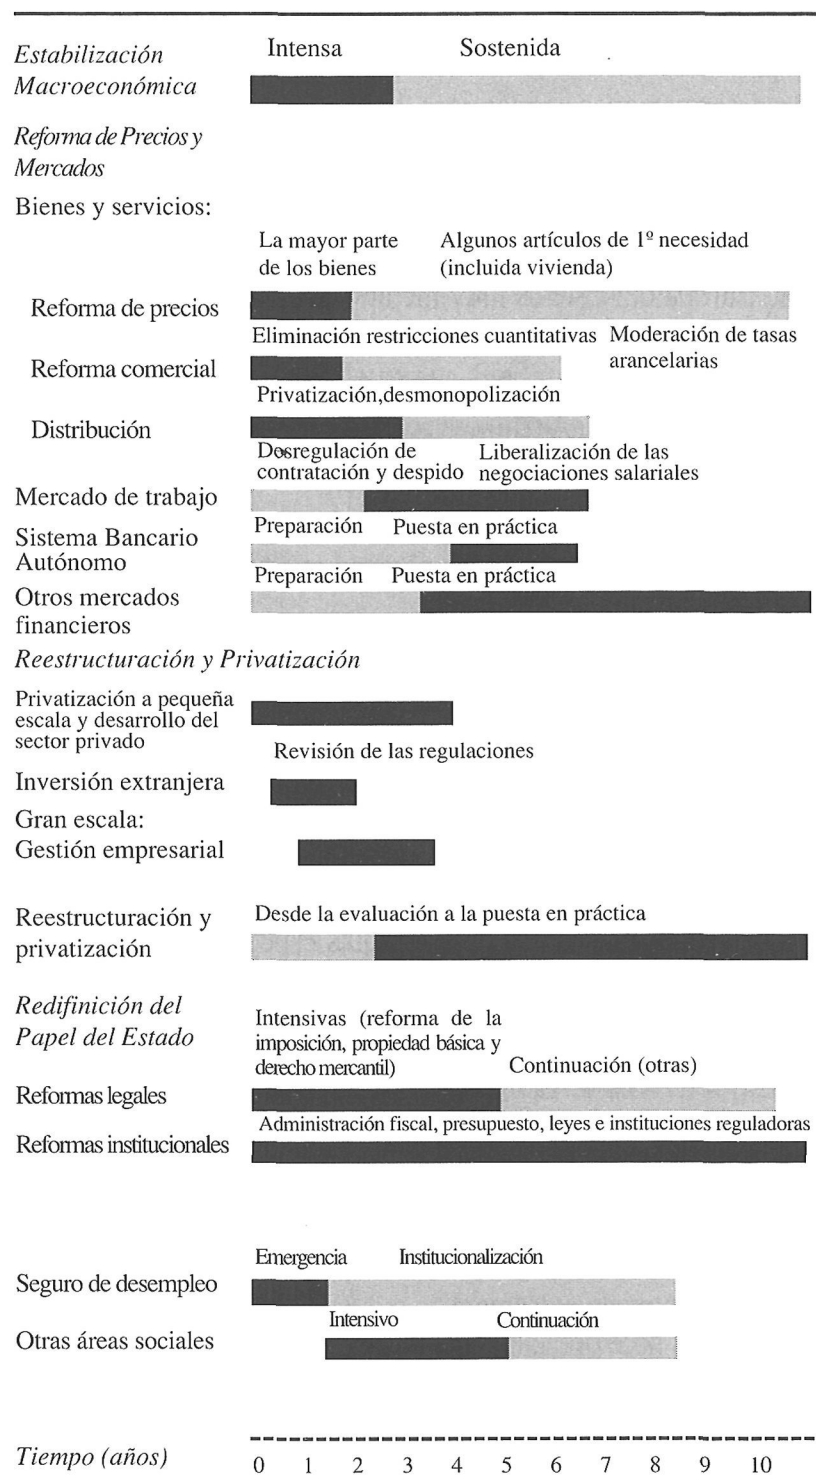 Estabilización
Macroeconómica
Intensa Sostenida
Reforma de Precios y
Mercados
Bienes y servicios:
La mayor parte
de los bienes
Algunos artículos de 1º necesidad
(incluida vivienda)
Reforma de precios
Eliminación restricciones cuantitativas
Moderación de tasas
arancelarias
Reforma comercial
Privatización,desmonopolización
Distribución
Desregulación de
contratación y despido
Liberalización de las
negociaciones salariales
Mercado de trabajo
Preparación Puesta en práctica
Sistema Bancario
Autónomo
Preparación Puesta en práctica
Otros mercados
financieros
Reestructuración y Privatización
Privatización a pequeña
escala y desarrollo del
sector privado
Revisión de las regulaciones
Inversión extranjera
Gran escala:
Gestión empresarial
Reestructuración y
privatización
Desde la evaluación a la puesta en práctica
Redifinición del
Papel del Estado
Intensivas (reforma de la
imposición, propiedad básica y
derecho mercantil)
Continuación (otras)
Reformas legales
Administración fiscal, presupuesto, leyes e instituciones reguladoras
Reformas institucionales
Emergencia Institucionalización
Seguro de desempleo
Intensivo Continuación
Otras áreas sociales
Tiempo (años) 0 1 2 3 4 5 6 7 8 9 10